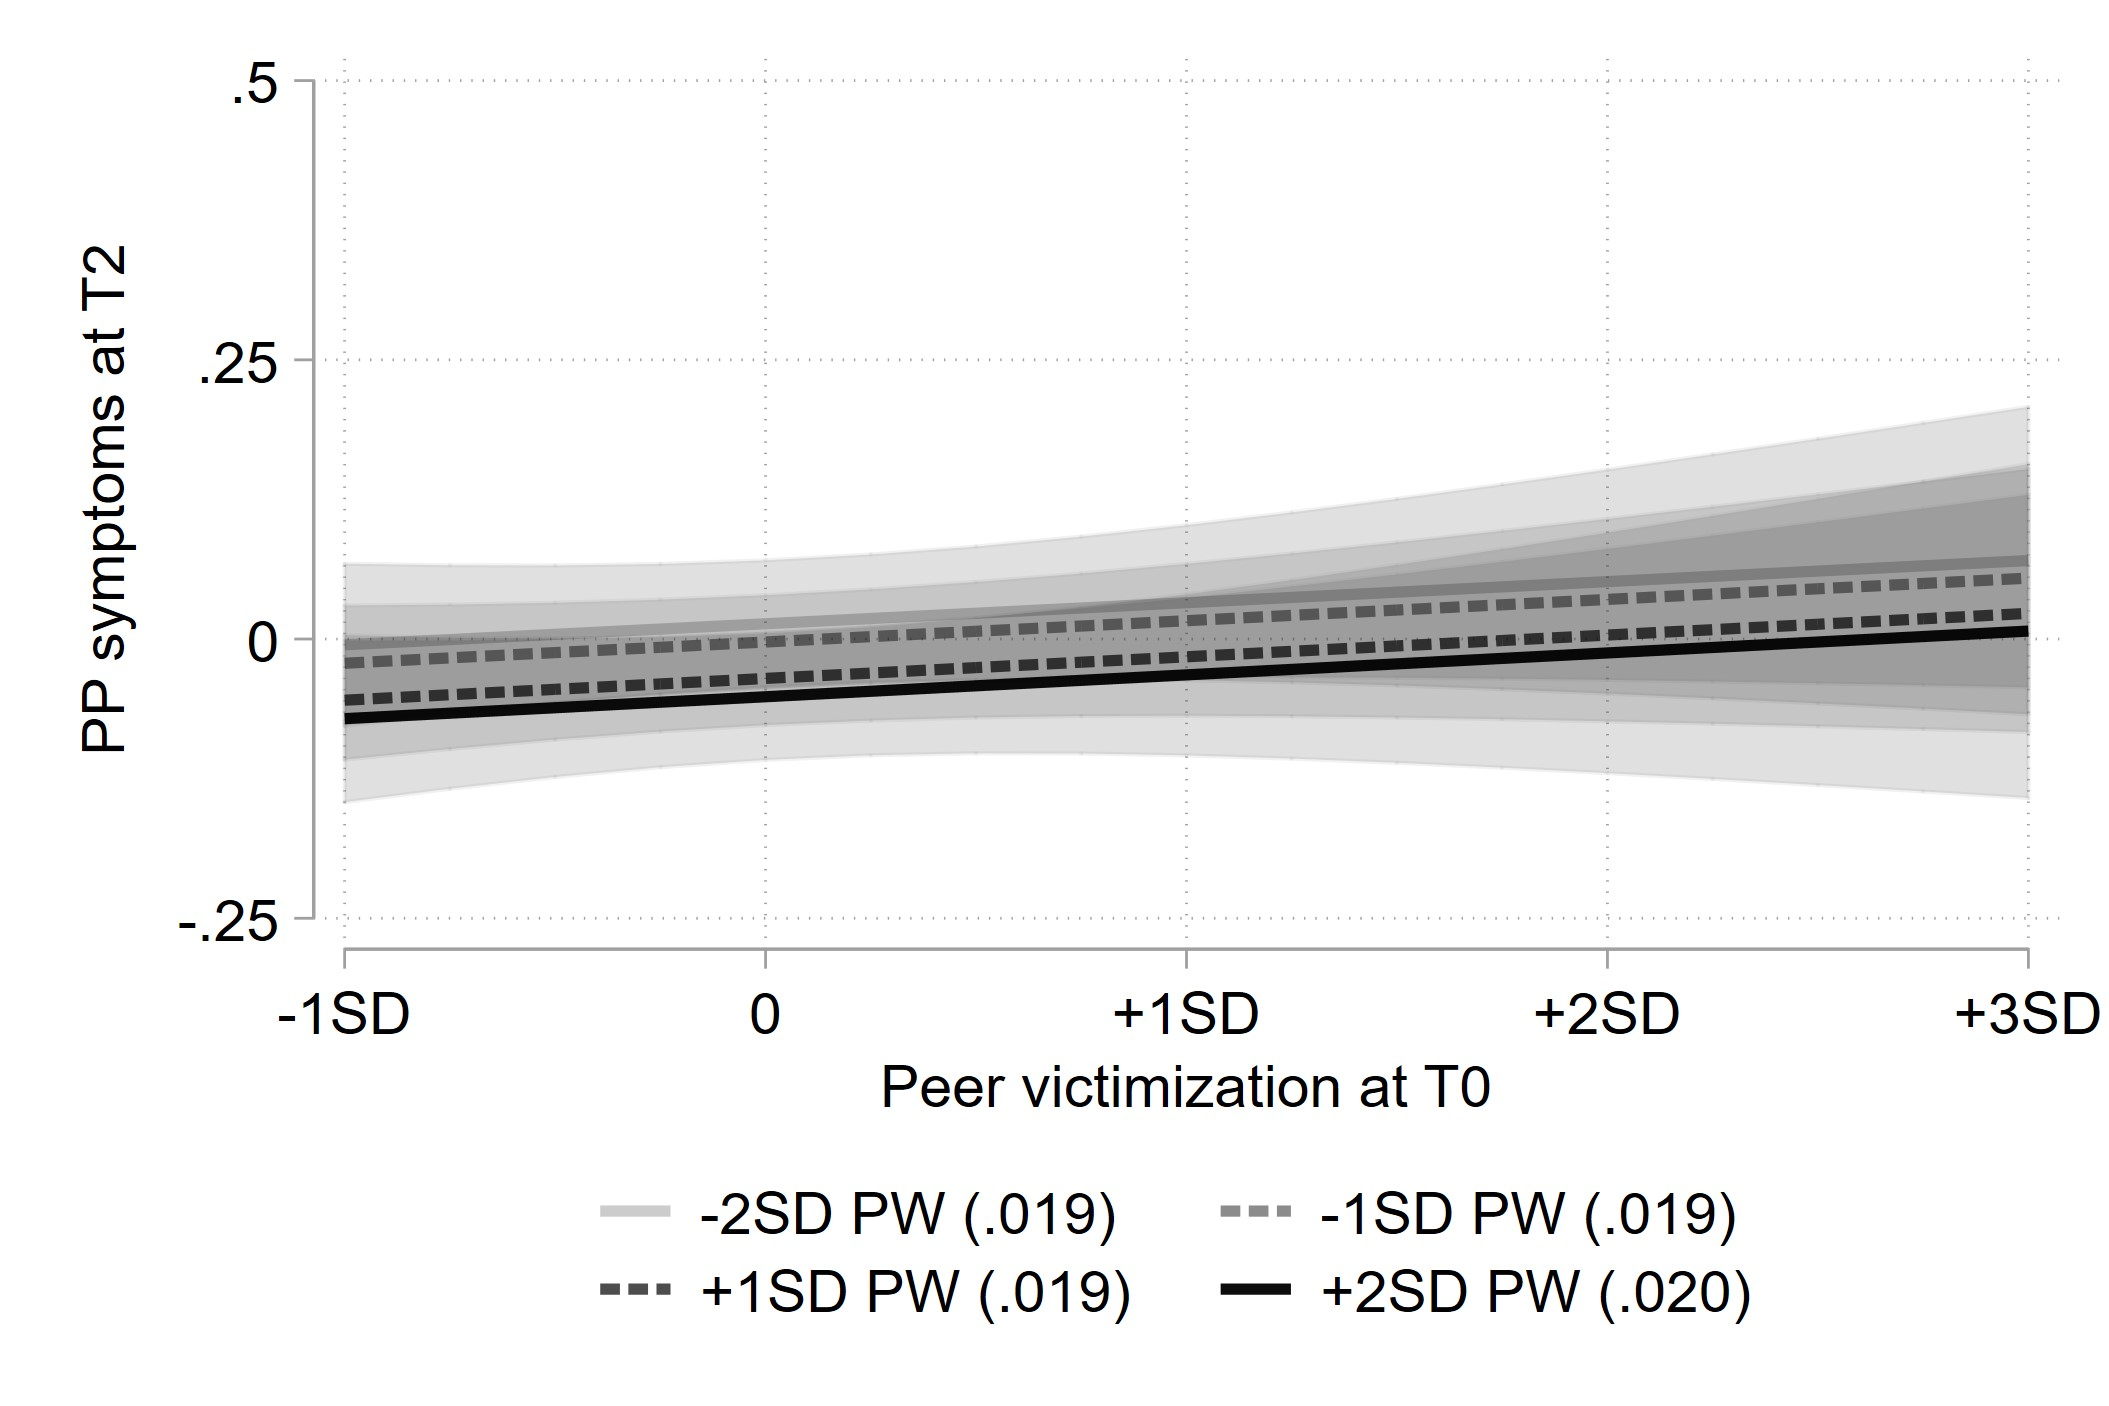 .5
.25
0
-.25
PP symptoms at T2
-1SD 0 +1SD +2SD +3SD
Peer victimization at T0
-2SD PW (.019) -1SD PW (.019)
+1SD PW (.019) +2SD PW (.020)